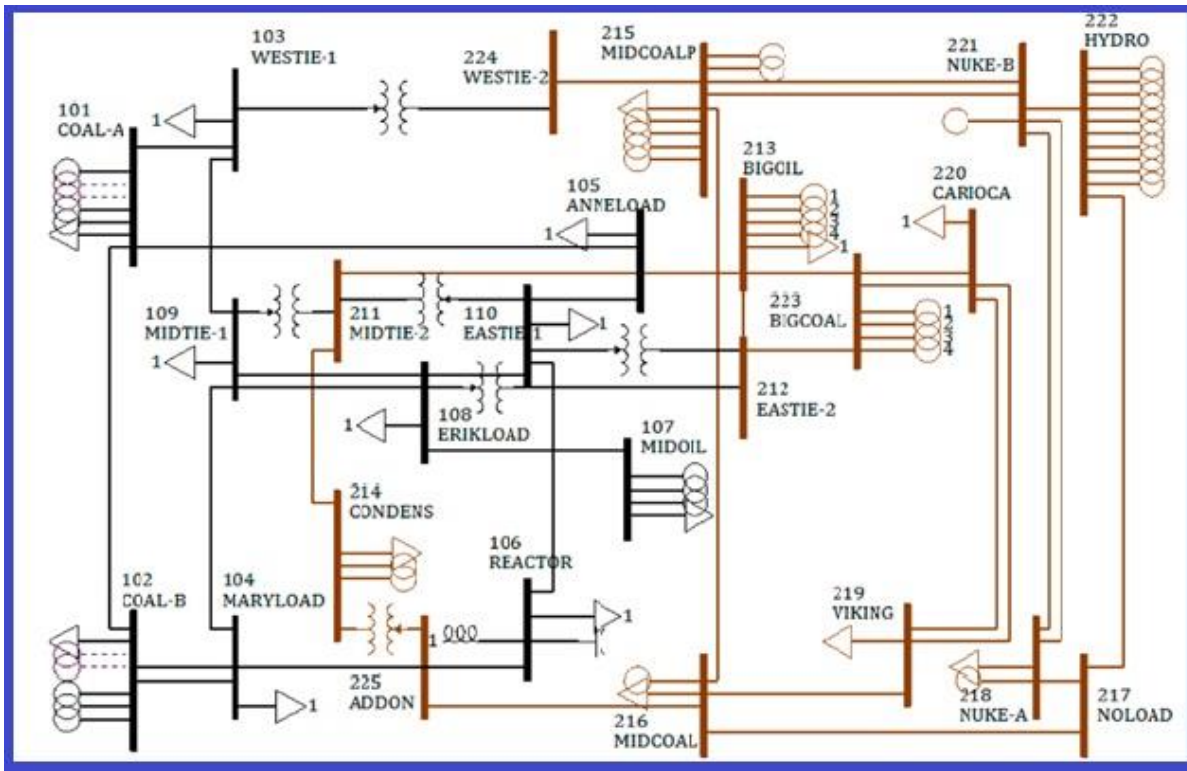 103
WESTIE-1
224
WESTIE-2
215
MIDCOALP
221
NUKE-B
222
HYDRO
101
COAL-A
1
213
BIGOIL
220
CARIOCA
105
ANNELOAD
1
1
2
3
4
1
1
109
MIDTIE-1
211
MIDTIE-2
110
EASTIE-1
1
223
BIGCOAL
1
2
3
4
1
212
EASTIE-2
108
ERIKLOAD
1
107
MIDOIL
214
CONDENS
106
REACTOR
102
COAL-B
104
MARYLOAD
219
VIKING
1
1
1
225
ADDON
216
MIDCOAL
218
NUKE-A
217
NOLOAD